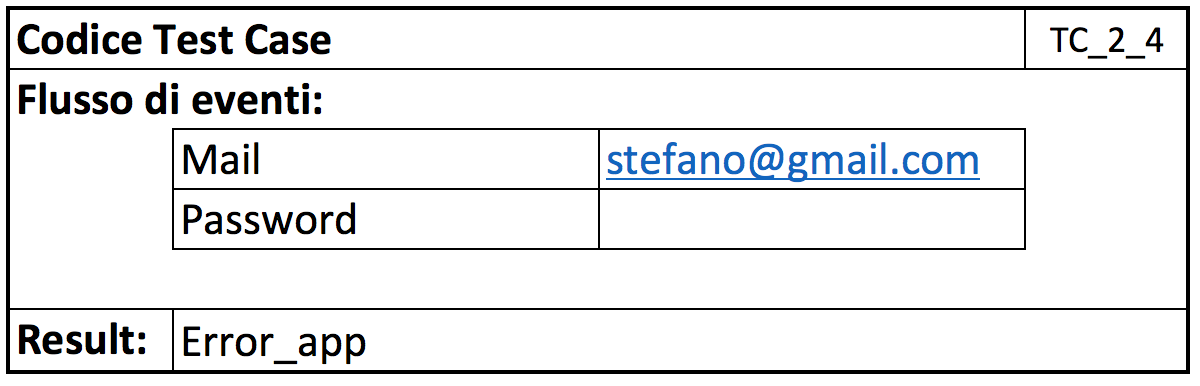 Codice Test Case TC_2_4
Flusso di eventi:
Mail stefano@gmail.com
Password
Result: Error_app